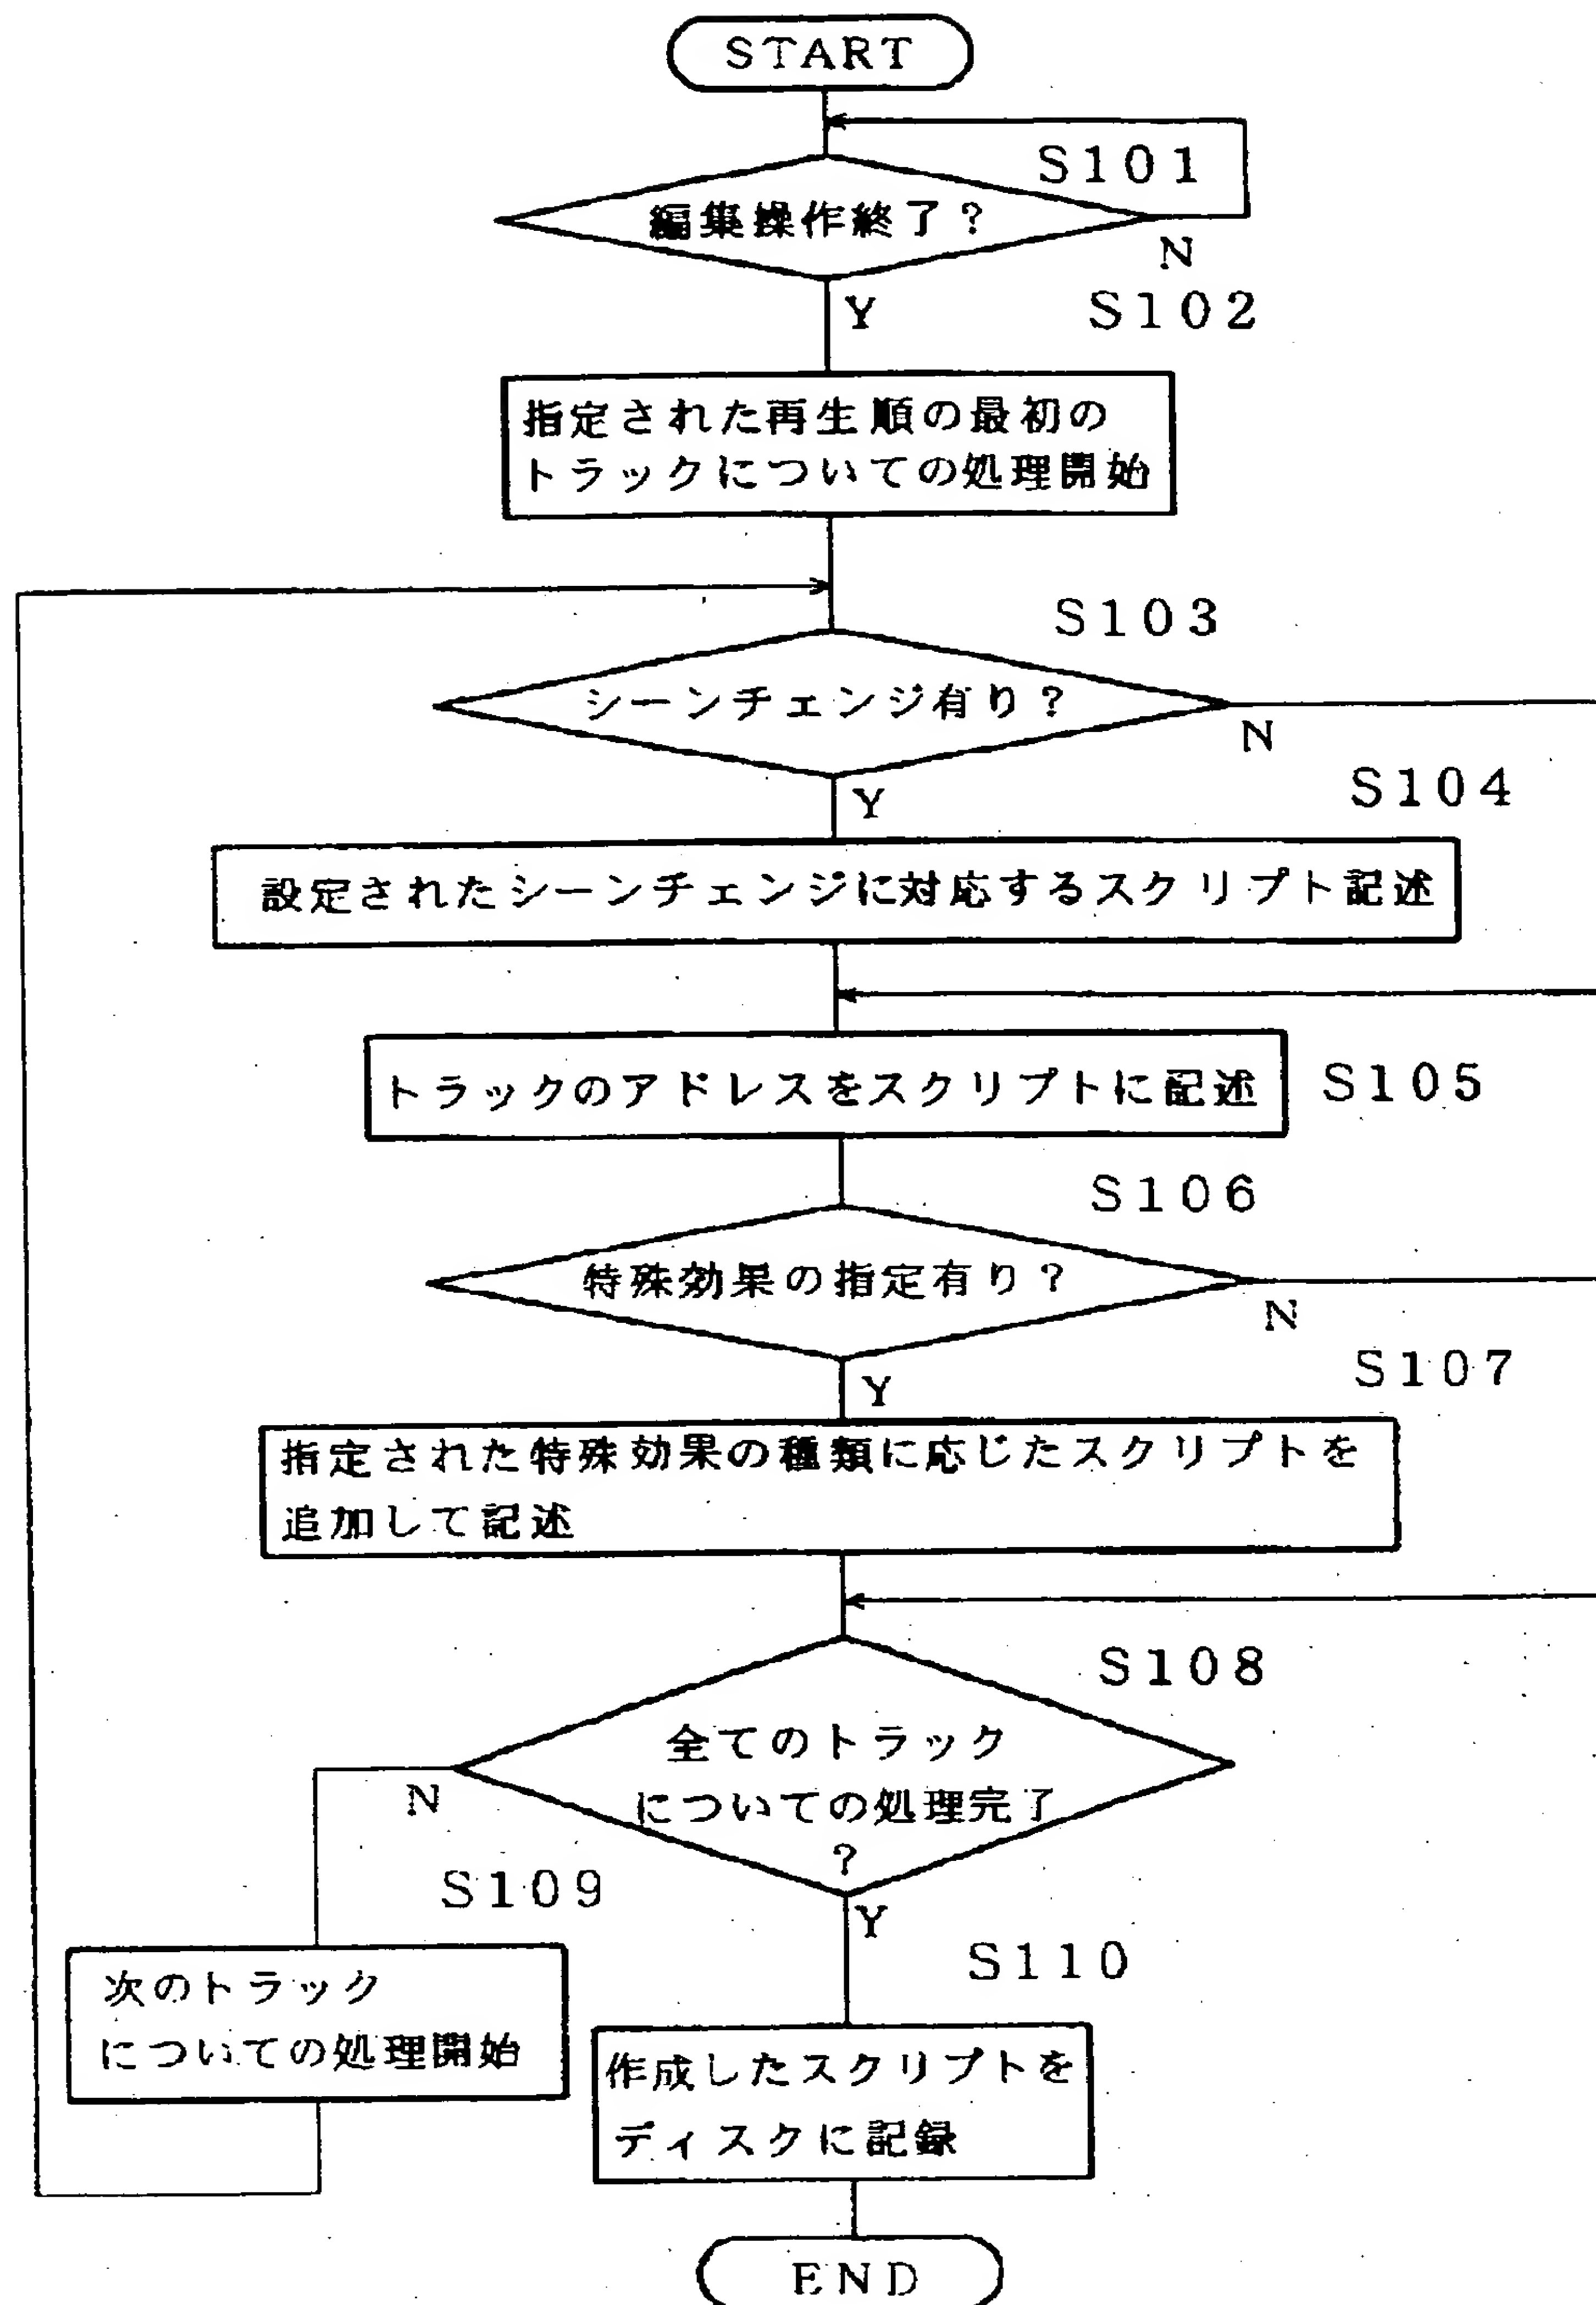 START
S101
編集操作終了?
N
Y
S102
指定された再生順の最初の
トラックについての処理開始
S103
シーンチェンジ有り?
N
Y
S104
設定されたシーンチェンジに対応するスクリプト記述
トラックのアドレスをスクリプトに記述
S105
S106
特殊効果の指定有り?
N
Y
S107
指定された特殊効果の種類に応じたスクリプトを
追加して記述
S108
全てのトラック
についての処理完了
?
N
Y
S109
次のトラック
についての処理開始
S110
作成したスクリプトを
ディスクに記録
END